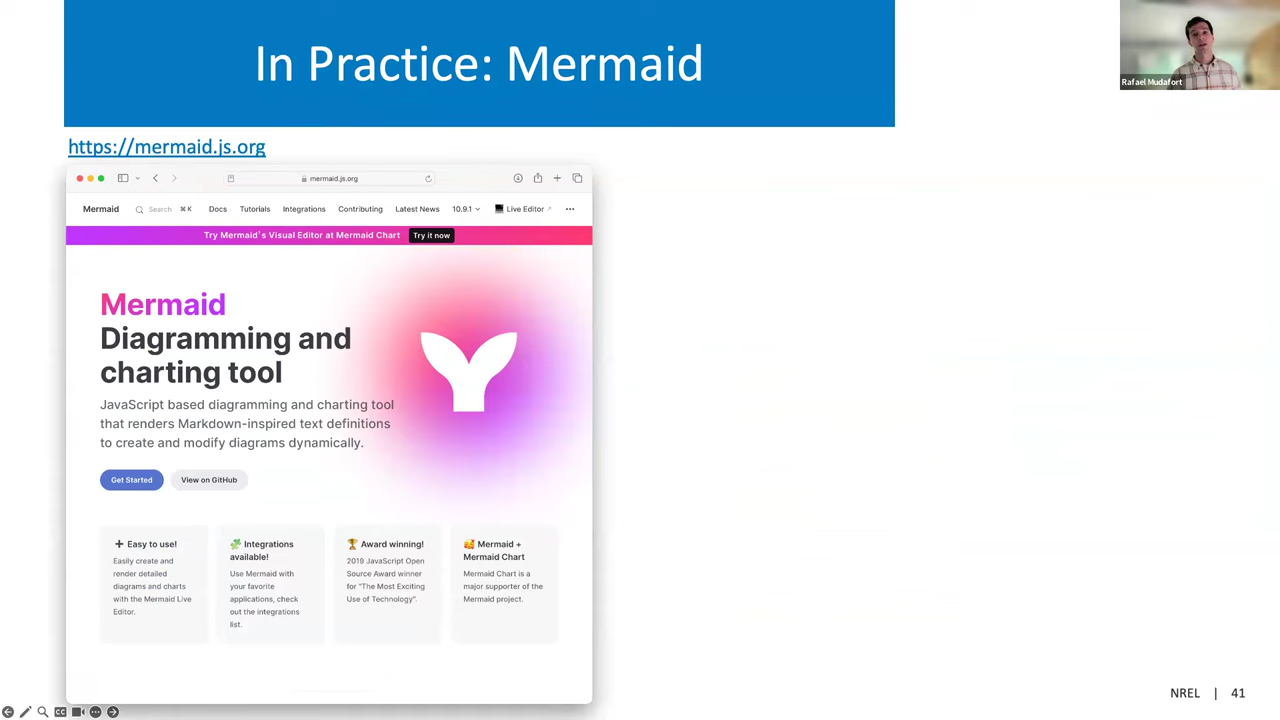 In Practice: Mermaid
Rafael Mudafort
https://mermaid.js.org
mermaid.js.org
Mermaid
Search
⌘ K
Docs
Tutorials
Integrations
Contributing
Latest News
10.9.1
Live Editor
Try Mermaid's Visual Editor at Mermaid Chart
Try it now
Mermaid
Diagramming and
charting tool
JavaScript based diagramming and charting tool
that renders Markdown-inspired text definitions
to create and modify diagrams dynamically.
Get Started
View on GitHub
Easy to use!
Easily create and
render detailed
diagrams and charts
with the Mermaid Live
Editor.
Integrations
available!
Use Mermaid with
your favorite
applications, check
out the integrations
list.
Award winning!
2019 JavaScript Open
Source Award winner
for "The Most Exciting
Use of Technology".
Mermaid +
Mermaid Chart
Mermaid Chart is a
major supporter of the
Mermaid project.
NREL | 41
CC